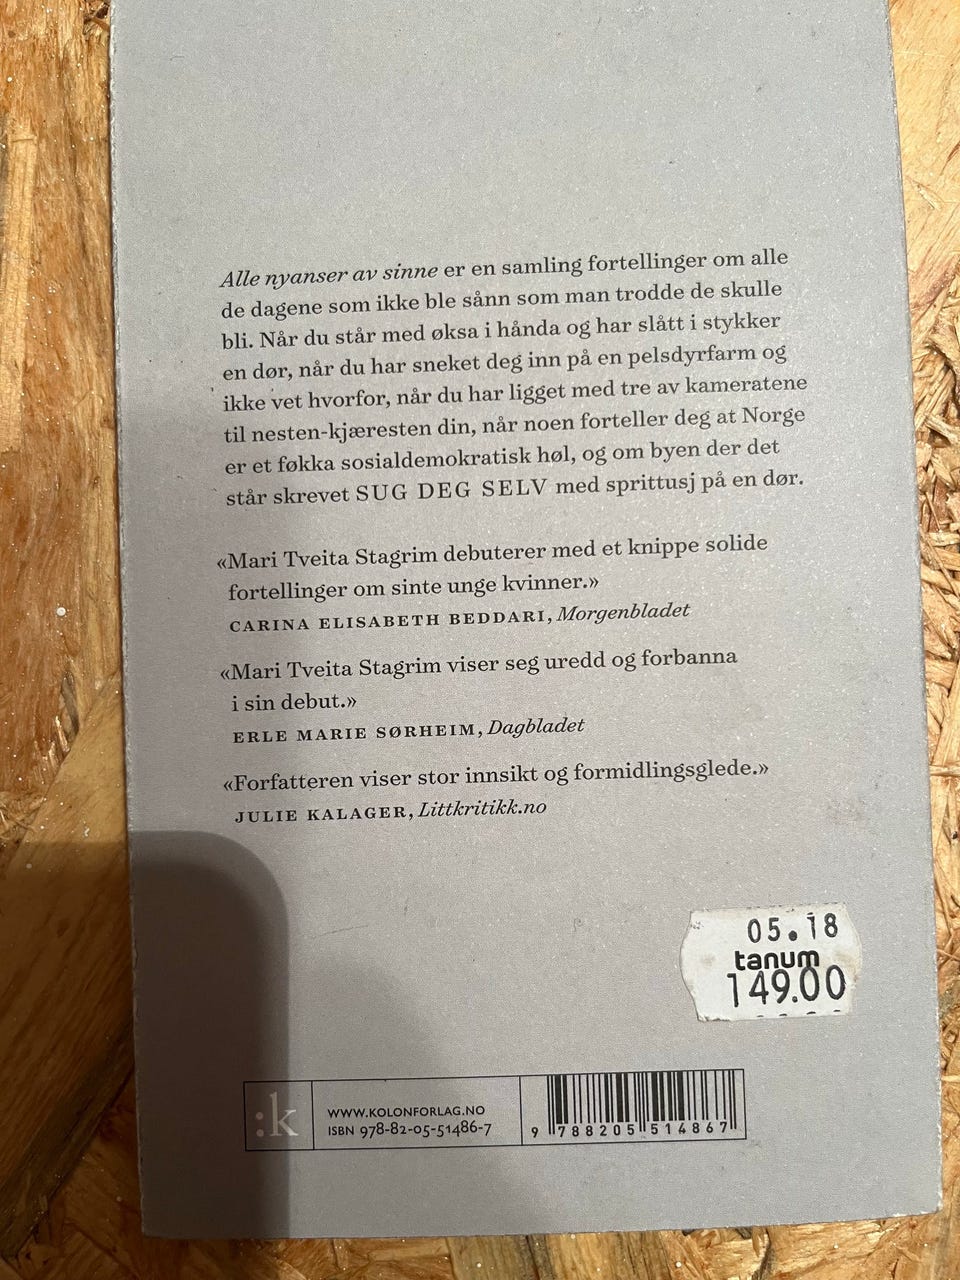 Alle nyanser av sinne er en samling fortellinger om alle
de dagene som ikke ble sånn som man trodde de skulle
bli. Når du står med øksa i hånda og har slått i stykker
en dør, når du har sneket deg inn på en pelsdyrfarm og
ikke vet hvorfor, når du har ligget med tre av kameratene
til nesten-kjæresten din, når noen forteller deg at Norge
er et føkka sosialdemokratisk høl, og om byen der det
står skrevet SUG DEG SELV med sprittusj på en dør.
«Mari Tveita Stagrim debuterer med et knippe solide
fortellinger om sinte unge kvinner.»
CARINA ELISABETH BEDDARI, Morgenbladet
«Mari Tveita Stagrim viser seg uredd og forbanna
i sin debut.»
ERLE MARIE SØRHEIM, Dagbladet
«Forfatteren viser stor innsikt og formidlingsglede.»
JULIE KALAGER, Littkritikk.no
05.18
tanum
149.00
:k
WWW.KOLONFORLAG.NO
ISBN 978-82-05-51486-7
9 788205 514867